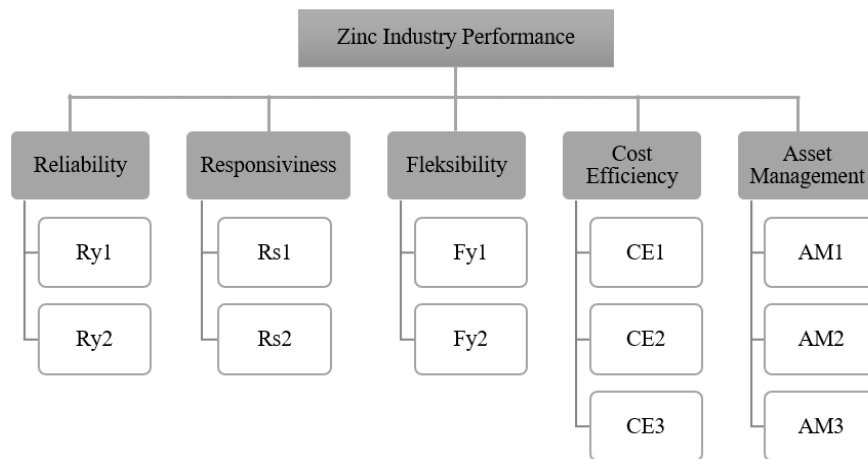 Zinc Industry Performance
Reliability
Responsiviness
Fleksibility
Cost
Efficiency
Asset
Management
Ry1
Rs1
Fy1
CE1
AM1
Ry2
Rs2
Fy2
CE2
AM2
CE3
AM3